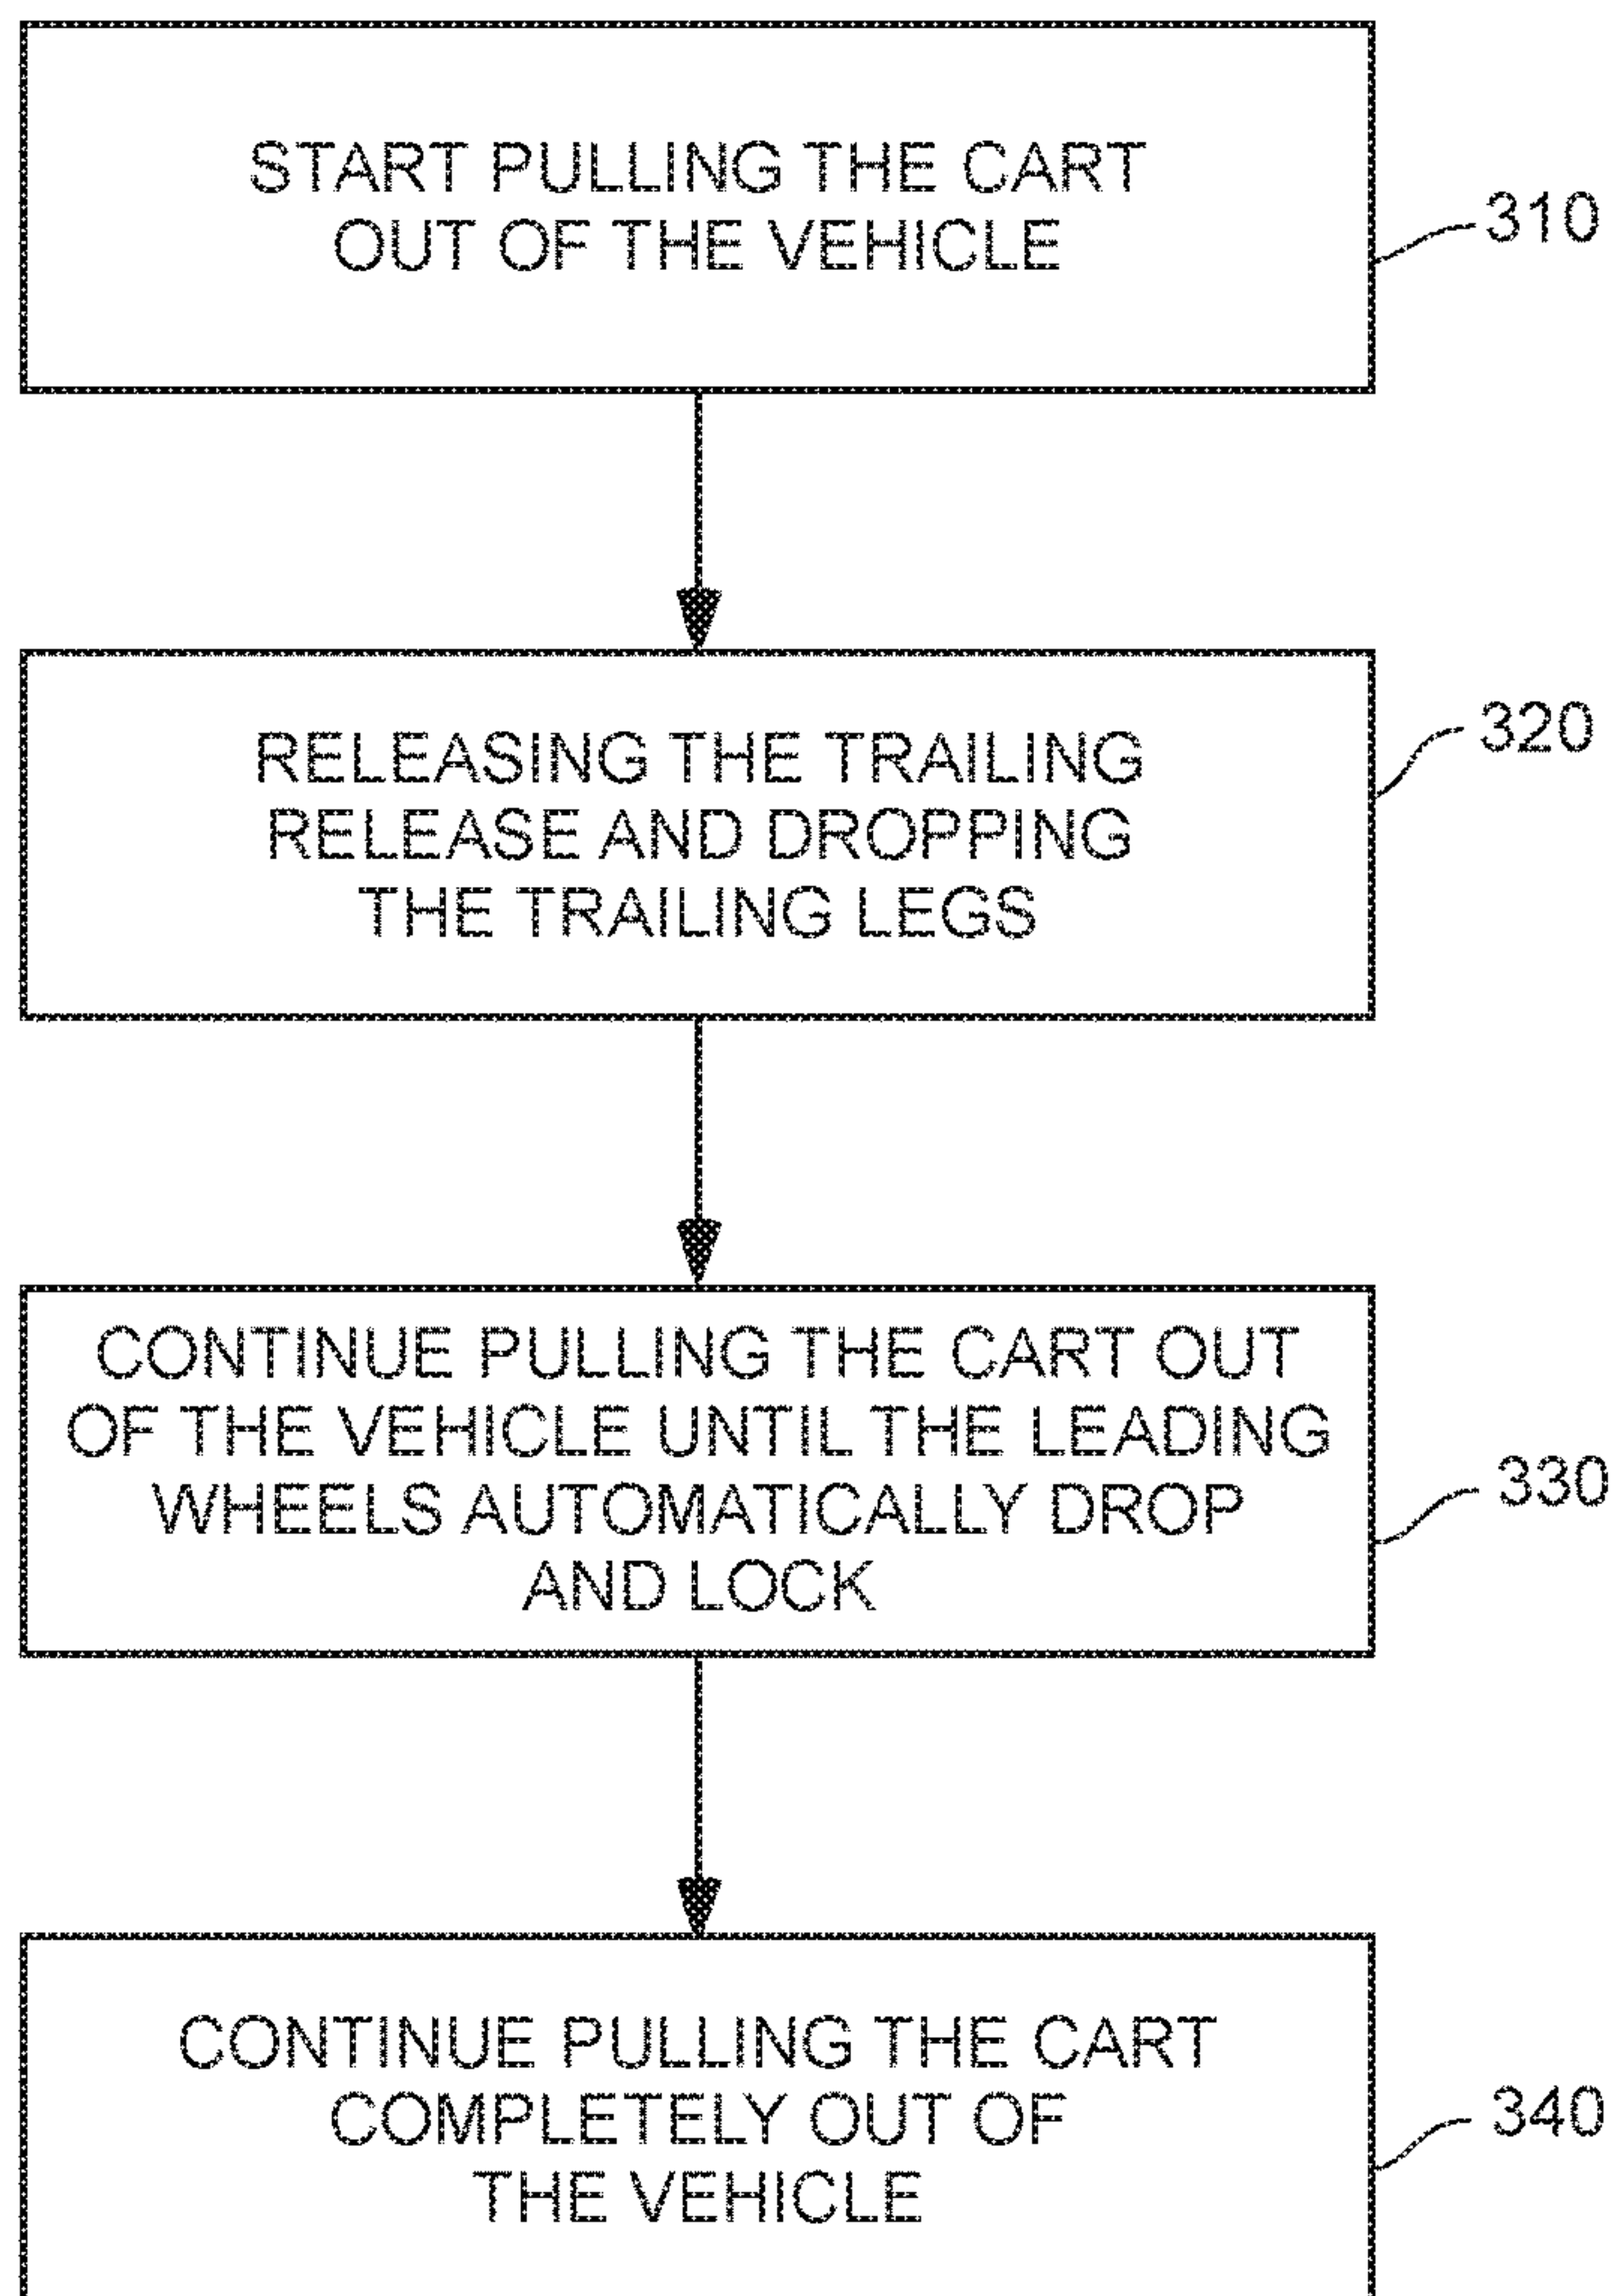 START PULLING THE CART
OUT OF THE VEHICLE
310
RELEASING THE TRAILING
RELEASE AND DROPPING
THE TRAILING LEGS
320
CONTINUE PULLING THE CART OUT
OF THE VEHICLE UNTIL THE LEADING
WHEELS AUTOMATICALLY DROP
AND LOCK
330
CONTINUE PULLING THE CART
COMPLETELY OUT OF
THE VEHICLE
340